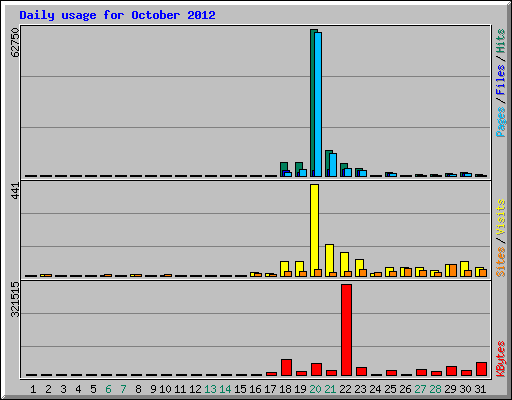 Daily usage for October 2012
62750
441
321515
Pages / Files / Hits
Sites / Visits
KBytes
1 2 3 4 5 6 7 8 9 10 11 12 13 14 15 16 17 18 19 20 21 22 23 24 25 26 27 28 29 30 31